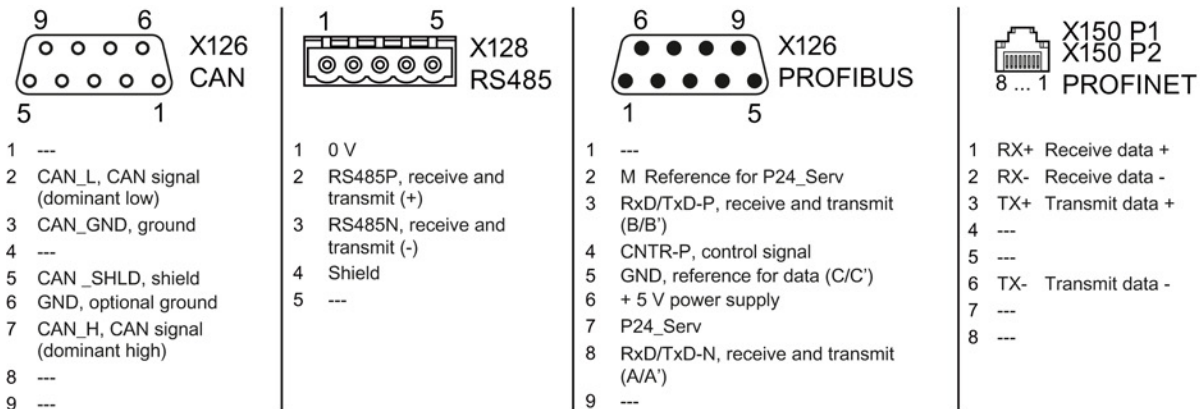 9 6
X126
CAN
5 1
1 ---
2 CAN_L, CAN signal
(dominant low)
3 CAN_GND, ground
4 ---
5 CAN _SHLD, shield
6 GND, optional ground
7 CAN_H, CAN signal
(dominant high)
8 ---
9 ---
1 5
X128
RS485
1 0 V
2 RS485P, receive and
transmit (+)
3 RS485N, receive and
transmit (-)
4 Shield
5 ---
6 9
X126
PROFIBUS
1 5
1 ---
2 M Reference for P24_Serv
3 RxD/TxD-P, receive and transmit
(B/B')
4 CNTR-P, control signal
5 GND, reference for data (C/C')
6 + 5 V power supply
7 P24_Serv
8 RxD/TxD-N, receive and transmit
(A/A')
9 ---
X150 P1
X150 P2
8 ... 1 PROFINET
1 RX+ Receive data +
2 RX- Receive data -
3 TX+ Transmit data +
4 ---
5 ---
6 TX- Transmit data -
7 ---
8 ---